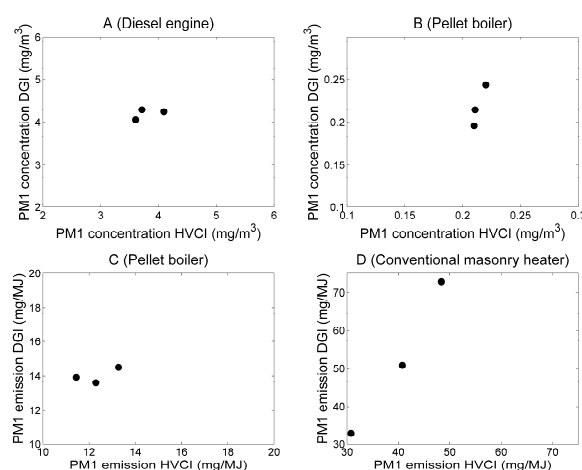 A (Diesel engine)
PM1 concentration DGI (mg/m³)
6
5
4
3
2
2 3 4 5 6
PM1 concentration HVCI (mg/m³)
B (Pellet boiler)
PM1 concentration DGI (mg/m³)
0.25
0.2
0.15
0.1
0.1 0.15 0.2 0.25 0.3
PM1 concentration HVCI (mg/m³)
C (Pellet boiler)
PM1 emission DGI (mg/MJ)
20
18
16
14
12
10
10 12 14 16 18 20
PM1 emission HVCI (mg/MJ)
D (Conventional masonry heater)
PM1 emission DGI (mg/MJ)
70
60
50
40
30
30 40 50 60 70
PM1 emission HVCI (mg/MJ)